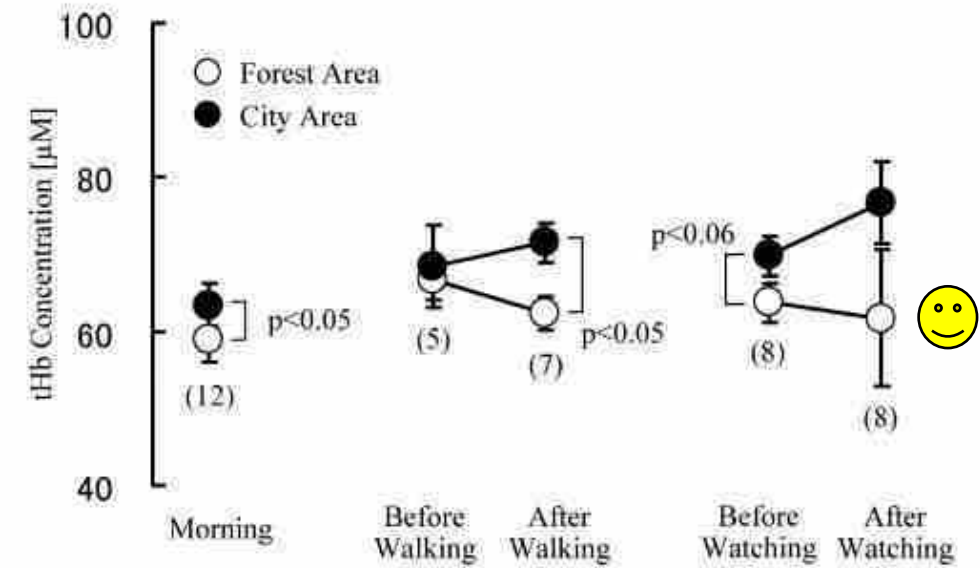 100
Forest Area
City Area
tHb Concentration [µM]
80
p<0.06
p<0.05
60
(5)
p<0.05
(8)
(7)
(12)
(8)
40
Morning
Before Walking
After Walking
Before Watching
After Watching